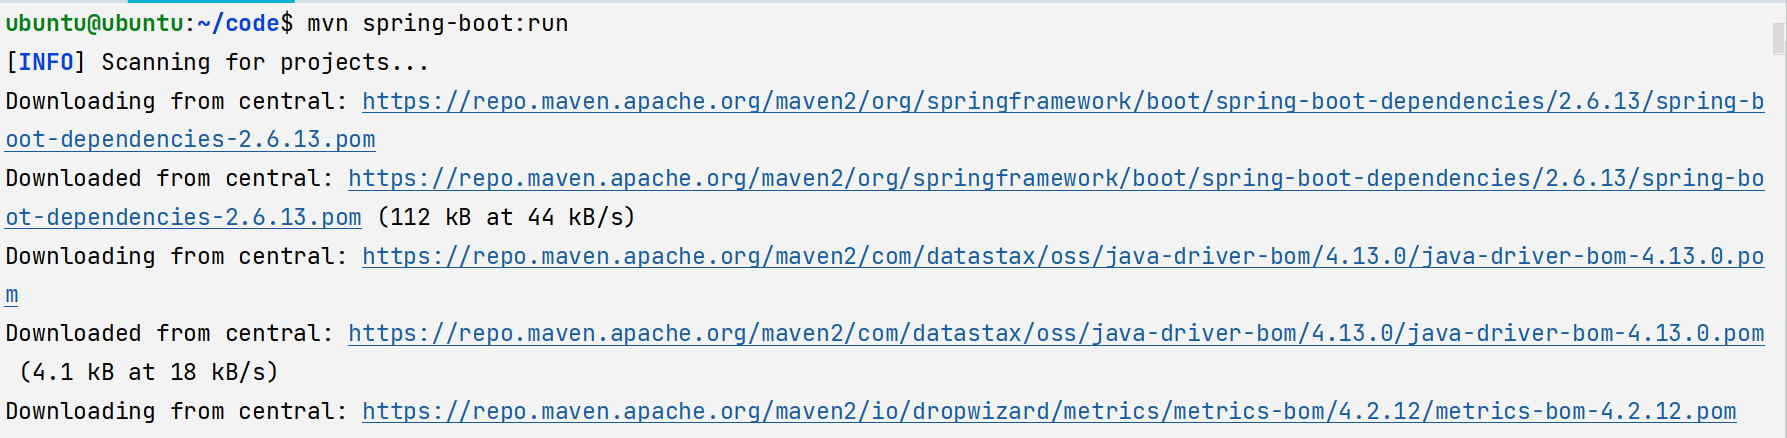 ubuntu@ubuntu:~/code$ mvn spring-boot:run
[INFO] Scanning for projects...
Downloading from central: https://repo.maven.apache.org/maven2/org/springframework/boot/spring-boot-dependencies/2.6.13/spring-b
oot-dependencies-2.6.13.pom
Downloaded from central: https://repo.maven.apache.org/maven2/org/springframework/boot/spring-boot-dependencies/2.6.13/spring-bo
ot-dependencies-2.6.13.pom (112 kB at 44 kB/s)
Downloading from central: https://repo.maven.apache.org/maven2/com/datastax/oss/java-driver-bom/4.13.0/java-driver-bom-4.13.0.po
m
Downloaded from central: https://repo.maven.apache.org/maven2/com/datastax/oss/java-driver-bom/4.13.0/java-driver-bom-4.13.0.pom
 (4.1 kB at 18 kB/s)
Downloading from central: https://repo.maven.apache.org/maven2/io/dropwizard/metrics/metrics-bom/4.2.12/metrics-bom-4.2.12.pom